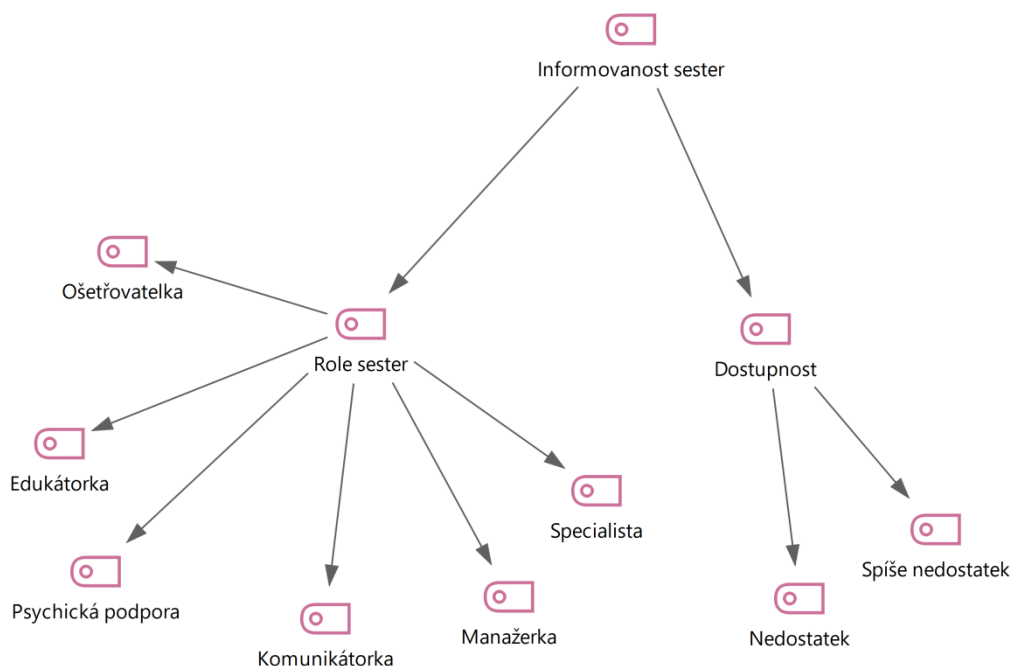 Informovanost sester
Ošetřovatelka
Role sester
Dostupnost
Edukátorka
Specialista
Spíše nedostatek
Psychická podpora
Manažerka
Nedostatek
Komunikátorka